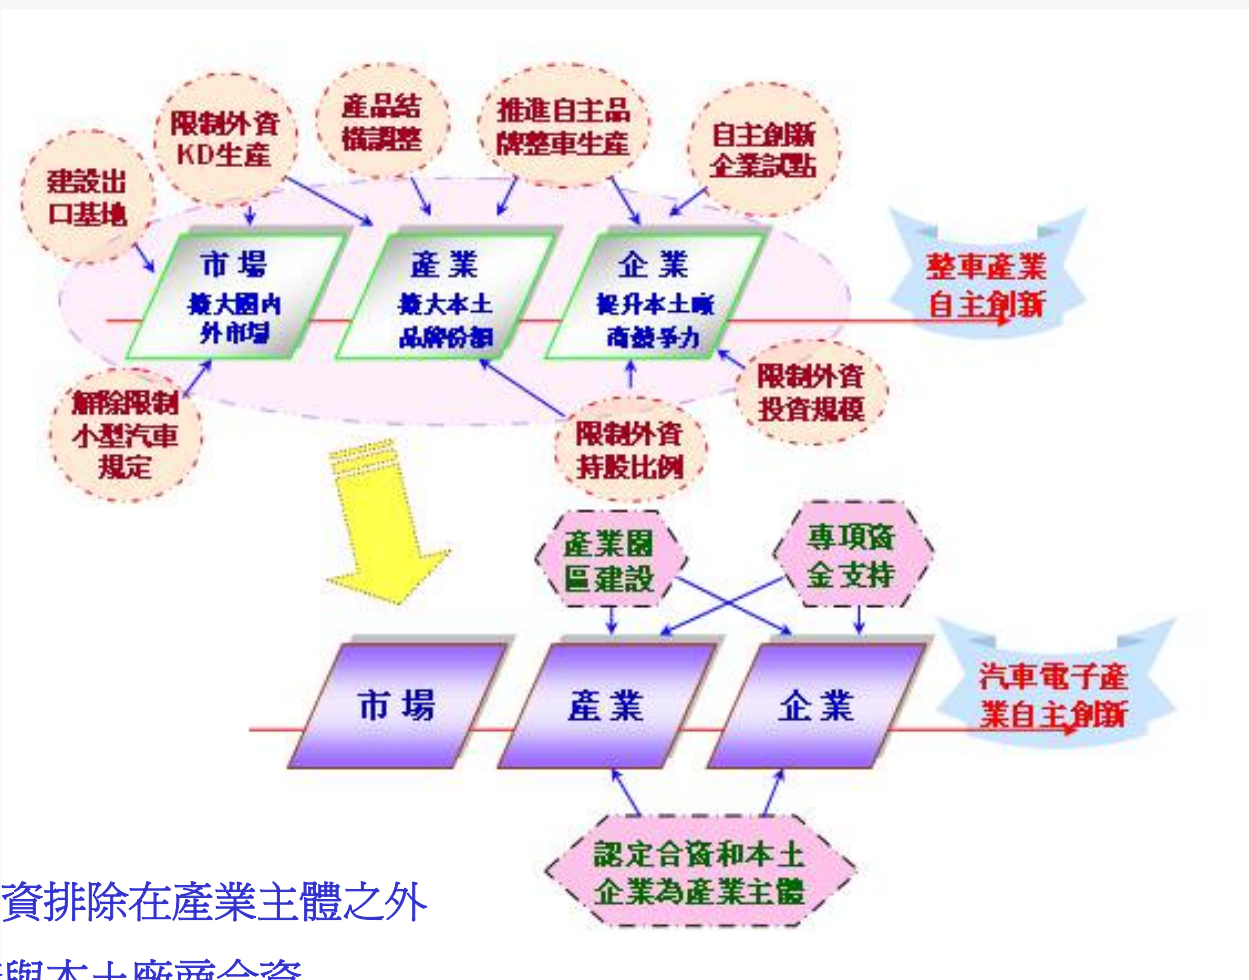 產品結
構調整
推進自主品
牌整車生產
限制外資
KD生產
自主創新
企業試點
建設出
口基地
市場
擴大國內
外市場
產業
擴大本土
品牌份額
企業
提升本土廠
商競爭力
整車產業
自主創新
解除限制
小型汽車
規定
限制外資
持股比例
限制外資
投資規模
產業園
區建設
專項資
金支持
市場
產業
企業
汽車電子產
業自主創新
認定合資和本土
企業為產業主體
資排除在產業主體之外
與本土廠商合資